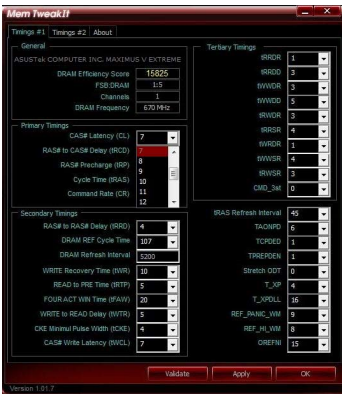 Mem TweakIt
Timings #1 Timings #2 About
General
ASUSTeK COMPUTER INC. MAXIMUS V EXTREME
DRAM Efficiency Score 15825
FSB:DRAM 1:5
Channels 1
DRAM Frequency 670 MHz
Primary Timings
CAS# Latency (CL) 7
RAS# to CAS# Delay (tRCD) 7
RAS# Precharge (tRP) 8
9
Cycle Time (tRAS) 10
Command Rate (CR) 11
12
Secondary Timings
RAS# to RAS# Delay (tRRD) 4
DRAM REF Cycle Time 107
DRAM Refresh Interval 5200
WRITE Recovery Time (tWR) 10
READ to PRE Time (tRTP) 5
FOUR ACT WIN Time (tFAW) 20
WRITE to READ Delay (tWTR) 5
CKE Minimul Pulse Width (tCKE) 4
CAS# Write Latency (tWCL) 7
Tertiary Timings
tRRDR 1
tRRDD 3
tWWDR 3
tWWDD 5
tRWDR 3
tRRSR 4
tWRDR 1
tWWSR 4
tRWSR 3
CMD_3st 0
tRAS Refresh Interval 45
TAONPD 6
TCPDED 1
TPREPDEN 1
Stretch ODT 0
T_XP 4
T_XPDLL 16
REF_PANIC_WM 9
REF_HI_WM 8
OREFNI 15
Validate Apply OK
Version 1.01.7